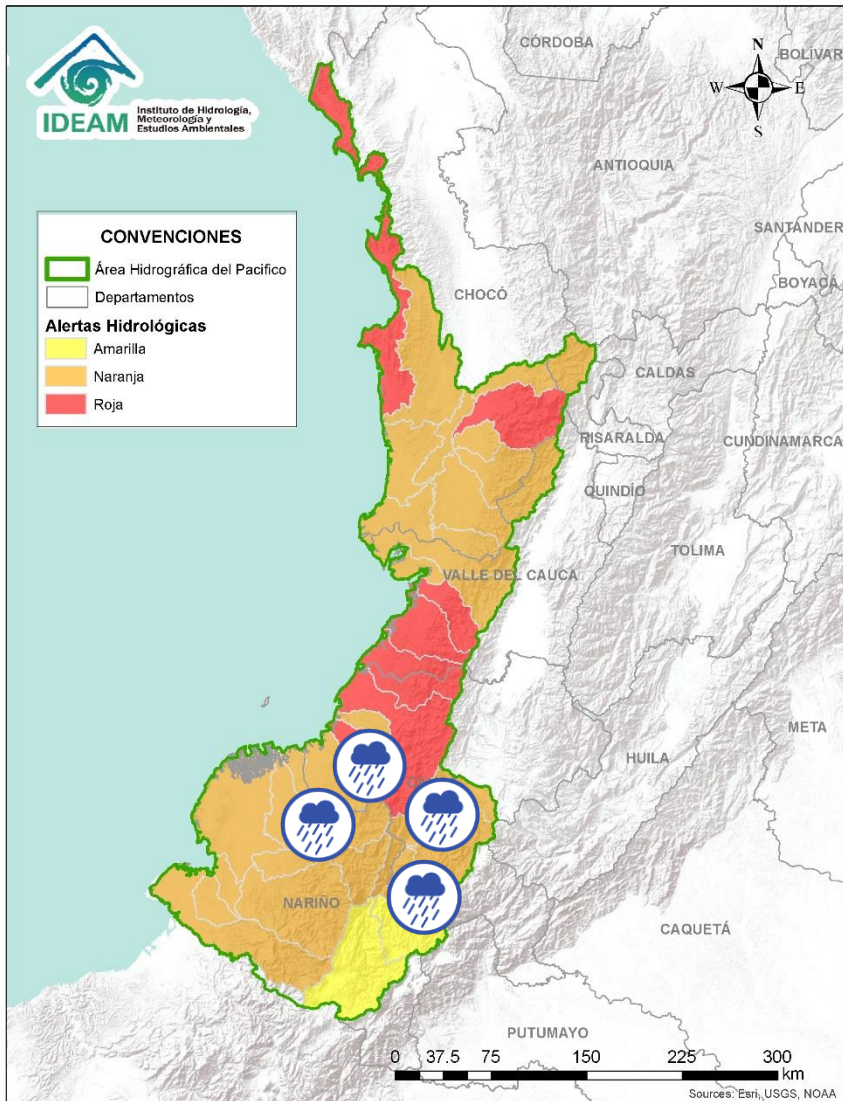 IDEAM
Instituto de Hidrología,
Meteorología y
Estudios Ambientales
CÓRDOBA
BOLÍVAR
N
W
E
S
ANTIOQUIA
SANTANDER
BOYACÁ
CONVENCIONES
Área Hidrográfica del Pacifico
Departamentos
Alertas Hidrológicas
Amarilla
Naranja
Roja
CHOCÓ
CALDAS
RISARALDA
CUNDINAMARCA
QUINDÍO
TOLIMA
VALLE DEL CAUCA
META
HUILA
NARIÑO
CAQUETÁ
PUTUMAYO
0 37.5 75 150 225 300
km
Sources: Esri, USGS, NOAA